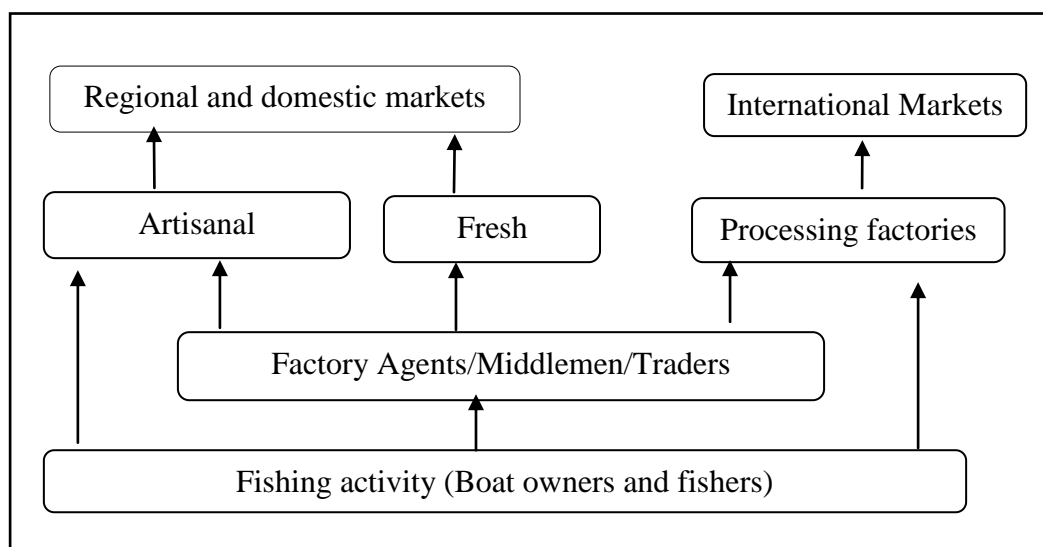 Regional and domestic markets
International Markets
Artisanal
Fresh
Processing factories
Factory Agents/Middlemen/Traders
Fishing activity (Boat owners and fishers)